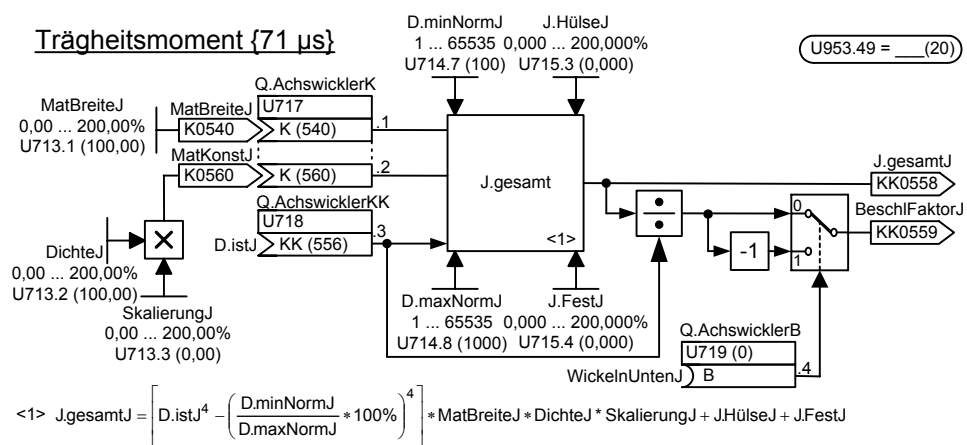 Trägheitsmoment {71 µs}
D.minNormJ
1 ... 65535
U714.7 (100)
J.HülseJ
0,000 ... 200,000%
U715.3 (0,000)
U953.49 = ___(20)
Q.AchswicklerK
U717
MatBreiteJ
0,00 ... 200,00%
U713.1 (100,00)
MatBreiteJ
K0540
K (540)
.1
MatKonstJ
K0560
K (560)
.2
J.gesamt
<1>
J.gesamtJ
KK0558
Q.AchswicklerKK
U718
D.istJ
KK (556)
.3
BeschlFaktorJ
KK0559
0
1
-1
DichteJ
0,00 ... 200,00%
U713.2 (100,00)
SkalierungJ
0,00 ... 200,00%
U713.3 (0,00)
D.maxNormJ
1 ... 65535
U714.8 (1000)
J.FestJ
0,000 ... 200,000%
U715.4 (0,000)
Q.AchswicklerB
U719 (0)
WickelnUntenJ
B
.4
<1> J.gesamtJ = [D.istJ⁴ − (D.minNormJ / D.maxNormJ * 100%)⁴] * MatBreiteJ * DichteJ * SkalierungJ + J.HülseJ + J.FestJ